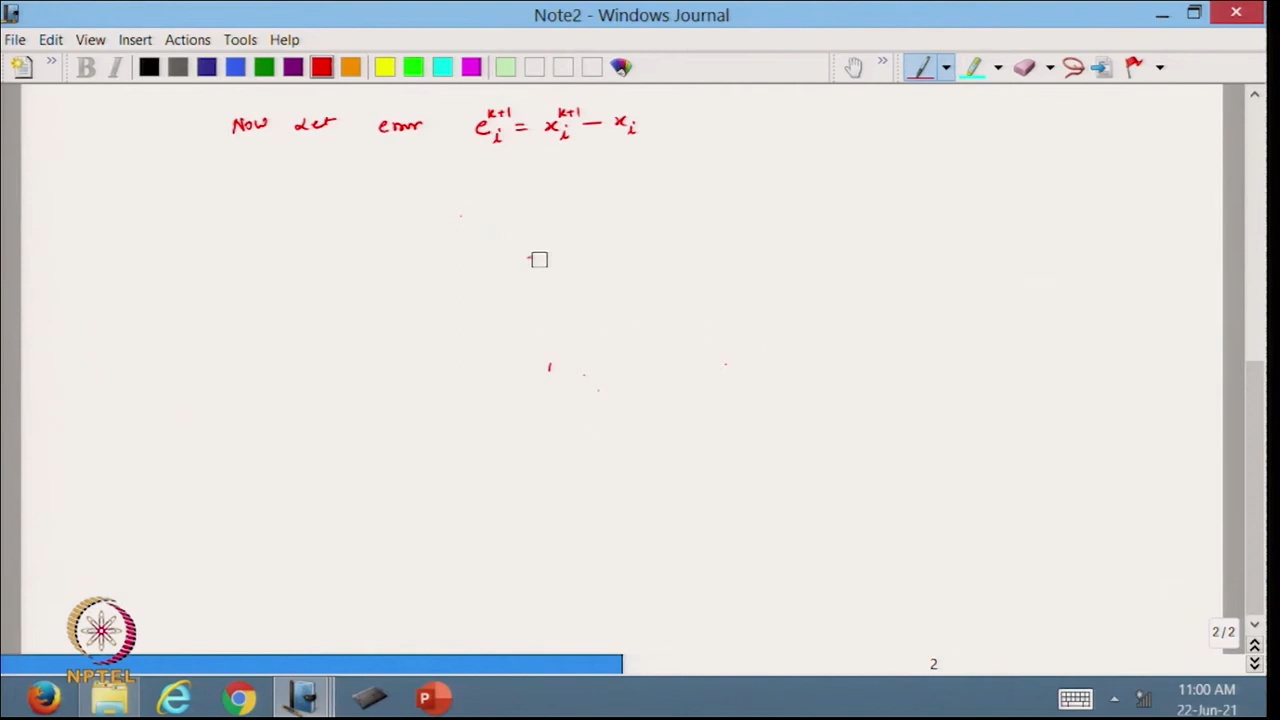 Note2 - Windows Journal
File Edit View Insert Actions Tools Help
B I
Now Let error e_i^{k+1} = x_i^{k+1} - x_i
2/2
2
NPTEL
11:00 AM
22-Jun-21